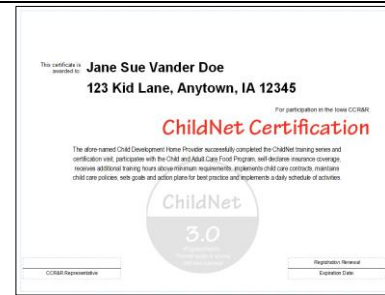 This certificate is
awarded to:
Jane Sue Vander Doe
123 Kid Lane, Anytown, IA 12345
For participation in the Iowa CCR&R
ChildNet Certification
The afore-named Child Development Home Provider successfully completed the ChildNet training series and
certification visit, participates with the Child and Adult Care Food Program, self-declares insurance coverage,
receives additional training hours above minimum requirements, implements child care contracts, maintains
child care policies, sets goals and action plans for best practice and implements a daily schedule of activities
ChildNet
3.0
CCR&R Representative
Registration Renewal
Expiration Date